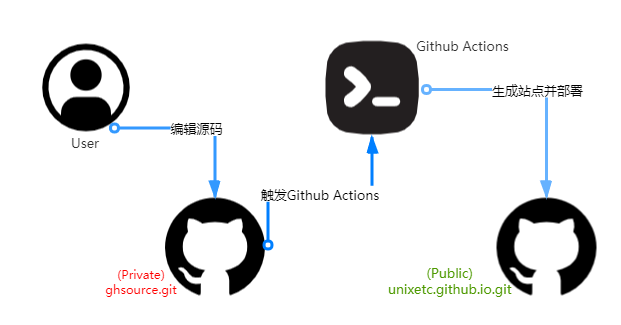 Github Actions
生成站点并部署
编辑源码
User
触发Github Actions
(Private)
ghsource.git
(Public)
unixetc.github.io.git